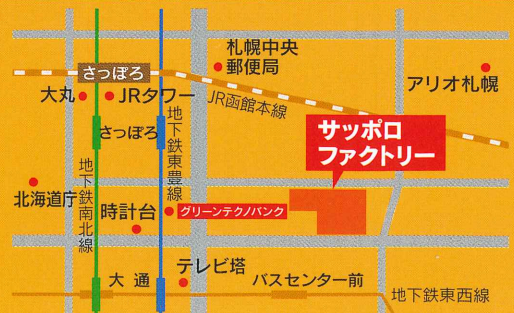 札幌中央
郵便局
さっぽろ
アリオ札幌
大丸
JRタワー
JR函館本線
さっぽろ
サッポロ
ファクトリー
地下鉄東豊線
地下鉄南北線
北海道庁
時計台
グリーンテクノバンク
テレビ塔
大通
バスセンター前
地下鉄東西線